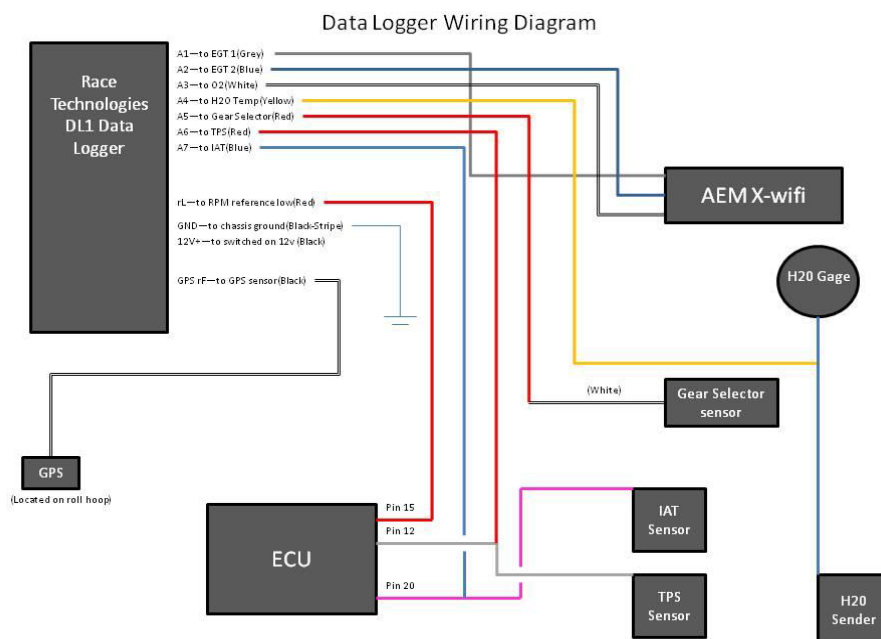 Data Logger Wiring Diagram
Race
Technologies
DL1 Data
Logger
A1—to EGT 1(Grey)
A2—to EGT 2(Blue)
A3—to O2(White)
A4—to H2O Temp(Yellow)
A5—to Gear Selector(Red)
A6—to TPS(Red)
A7—to IAT(Blue)
rL—to RPM reference low(Red)
GND—to chassis ground(Black-Stripe)
12V+—to switched on 12v (Black)
GPS rF—to GPS sensor(Black)
AEM X-wifi
H20 Gage
(White)
Gear Selector
sensor
GPS
(Located on roll hoop)
ECU
Pin 15
Pin 12
Pin 20
IAT
Sensor
TPS
Sensor
H20
Sender